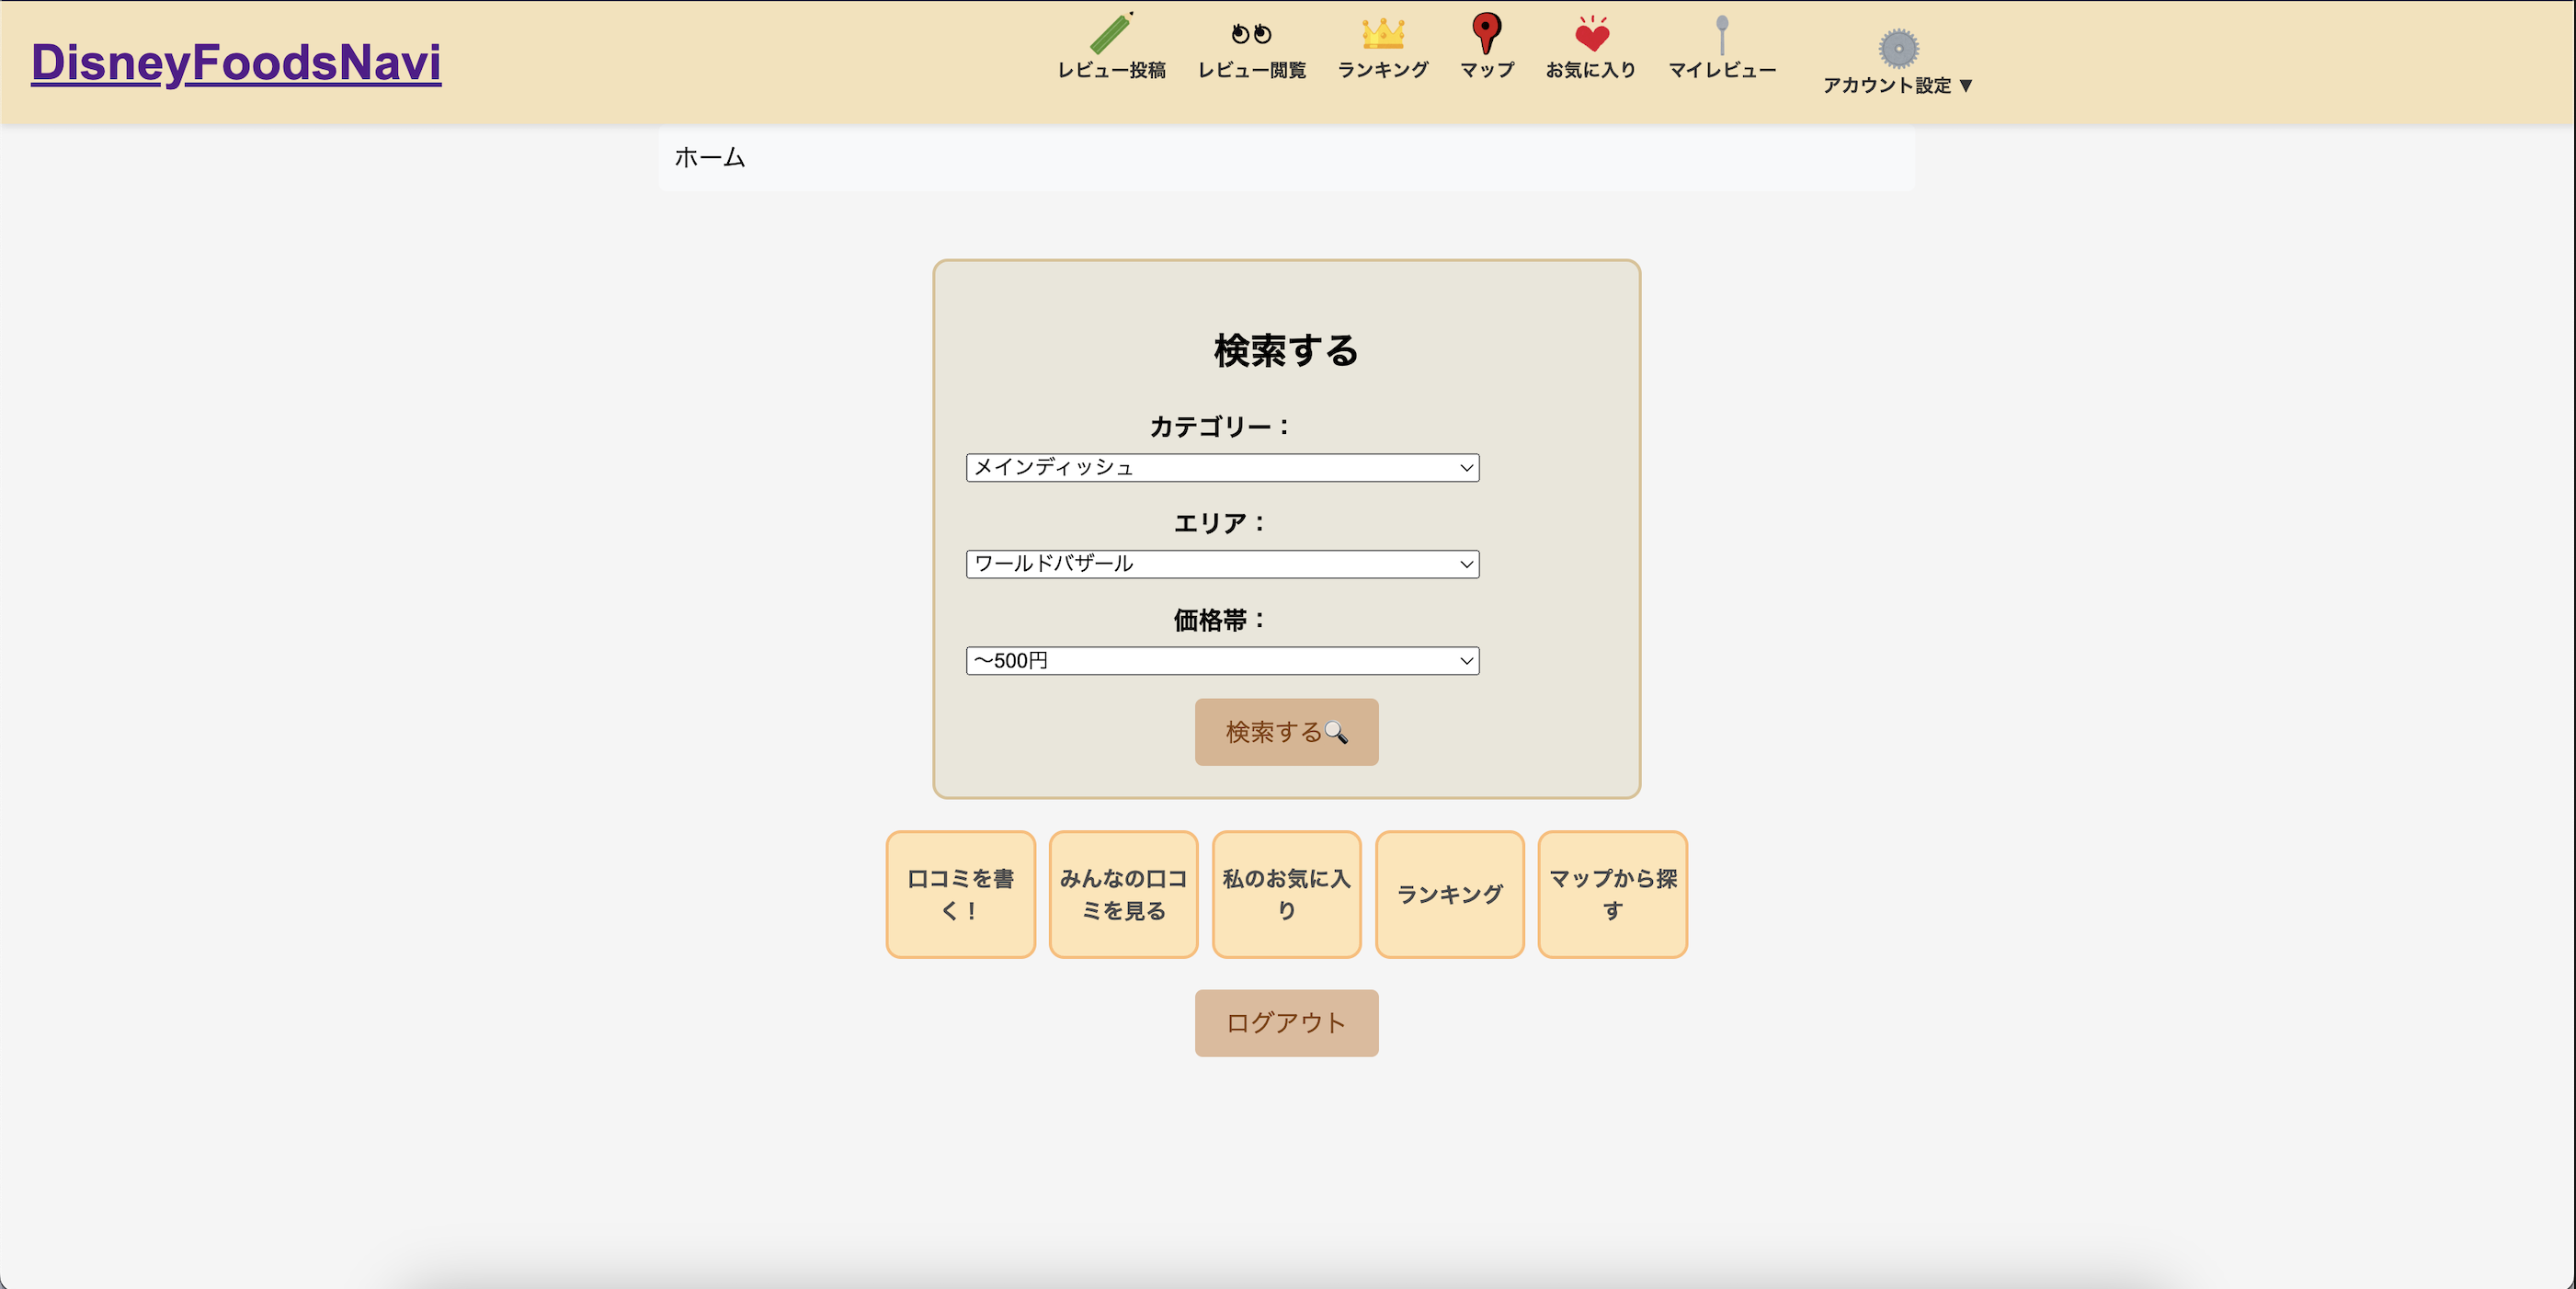 DisneyFoodsNavi
レビュー投稿
レビュー閲覧
ランキング
マップ
お気に入り
マイレビュー
アカウント設定 ▼
ホーム
検索する
カテゴリー：
メインディッシュ
エリア：
ワールドバザール
価格帯：
〜500円
検索する🔍
口コミを書
く！
みんなの口コ
ミを見る
私のお気に入
り
ランキング
マップから探
す
ログアウト